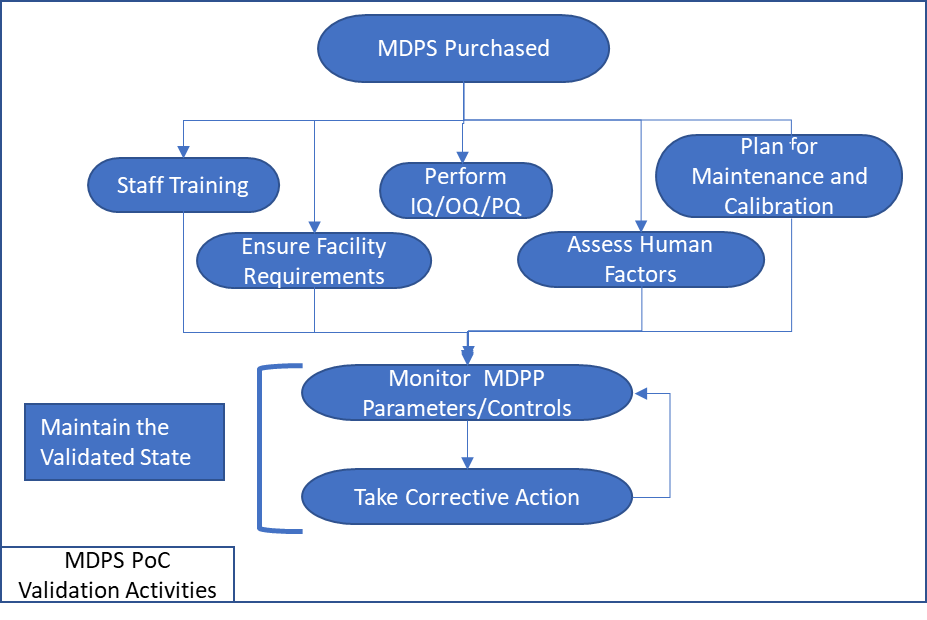 MDPS Purchased
Staff Training
Perform
IQ/OQ/PQ
Plan for
Maintenance and
Calibration
Ensure Facility
Requirements
Assess Human
Factors
Monitor  MDPP
Parameters/Controls
Maintain the
Validated State
Take Corrective Action
MDPS PoC
Validation Activities